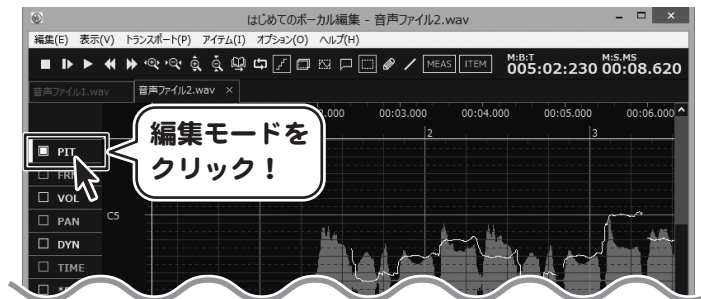 はじめてのボーカル編集 - 音声ファイル2.wav
編集(E) 表示(V) トランスポート(P) アイテム(I) オプション(O) ヘルプ(H)
MEAS ITEM M:B:T 005:02:230 M:S.MS 00:08.620
音声ファイル1.wav 音声ファイル2.wav ×
00:03.000 00:04.000 00:05.000 00:06.000
2 3
編集モードを
クリック！
PIT
VOL
PAN
C5
DYN
TIME